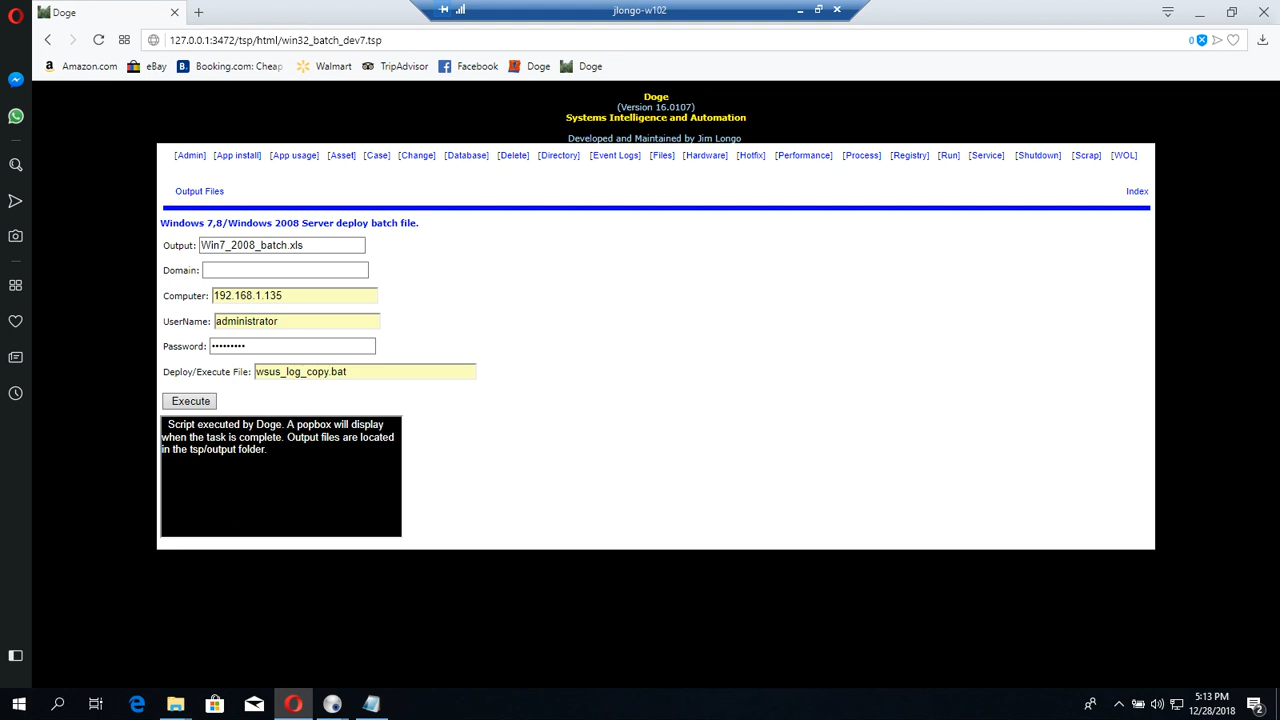 Doge
jlongo-w102
127.0.0.1:3472/tsp/html/win32_batch_dev7.tsp
0
Amazon.com
eBay
Booking.com: Cheap
Walmart
TripAdvisor
Facebook
Doge
Doge
Doge
(Version 16.0107)
Systems Intelligence and Automation
Developed and Maintained by Jim Longo
[Admin] [App install] [App usage] [Asset] [Case] [Change] [Database] [Delete] [Directory] [Event Logs] [Files] [Hardware] [Hotfix] [Performance] [Process] [Registry] [Run] [Service] [Shutdown] [Scrap] [WOL]
Output Files
Index
Windows 7,8/Windows 2008 Server deploy batch file.
Output: Win7_2008_batch.xls
Domain:
Computer: 192.168.1.135
UserName: administrator
Password: •••••••••
Deploy/Execute File: wsus_log_copy.bat
Execute
Script executed by Doge. A popbox will display
when the task is complete. Output files are located
in the tsp/output folder.
5:13 PM
12/28/2018
2